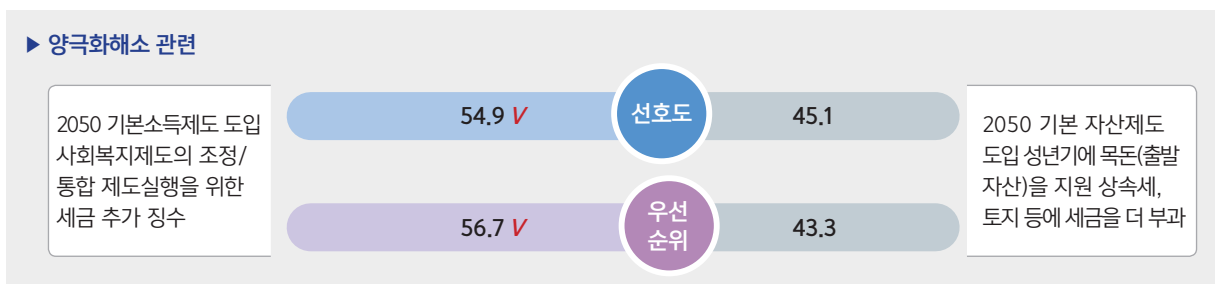 ▶ 양극화해소 관련
2050 기본소득제도 도입
사회복지제도의 조정/
통합 제도실행을 위한
세금 추가 징수
54.9 V
선호도
45.1
56.7 V
우선
순위
43.3
2050 기본 자산제도
도입 성년기에 목돈(출발
자산)을 지원 상속세,
토지 등에 세금을 더 부과